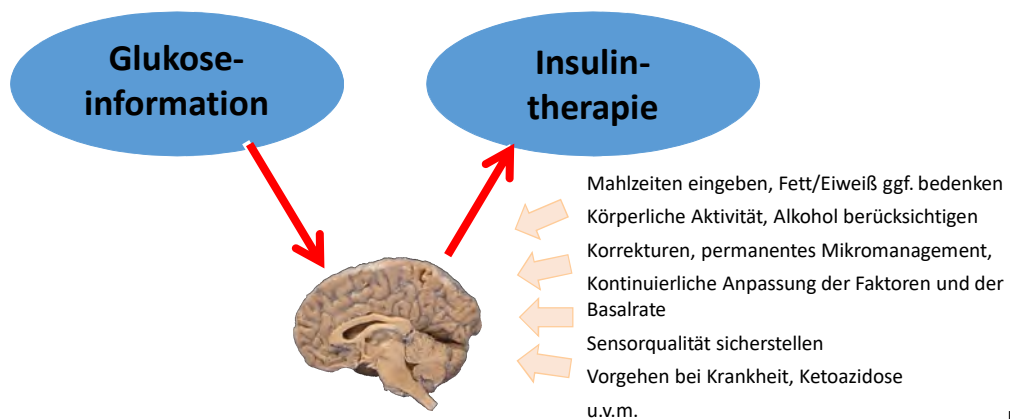 Glukose-
information
Insulin-
therapie
Mahlzeiten eingeben, Fett/Eiweiß ggf. bedenken
Körperliche Aktivität, Alkohol berücksichtigen
Korrekturen, permanentes Mikromanagement,
Kontinuierliche Anpassung der Faktoren und der
Basalrate
Sensorqualität sicherstellen
Vorgehen bei Krankheit, Ketoazidose
u.v.m.